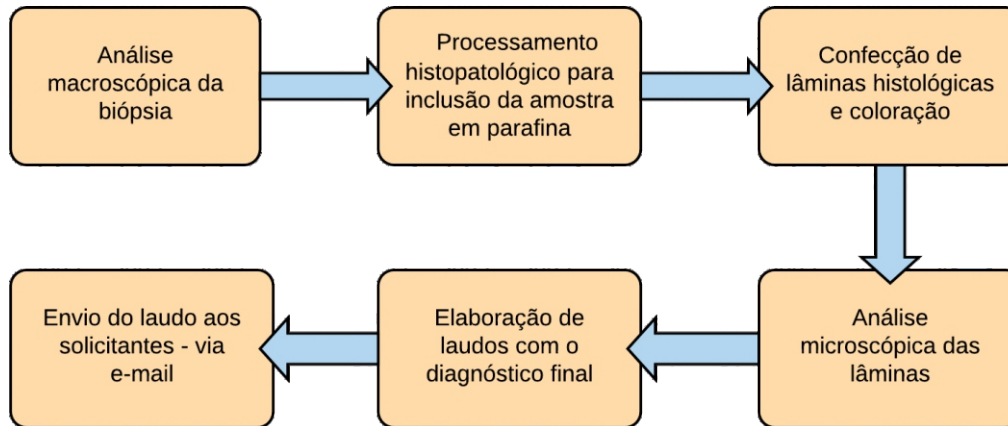 Análise
macroscópica da
biópsia
Processamento
histopatológico para
inclusão da amostra
em parafina
Confecção de
lâminas histológicas
e coloração
Análise
microscópica das
lâminas
Elaboração de
laudos com o
diagnóstico final
Envio do laudo aos
solicitantes - via
e-mail